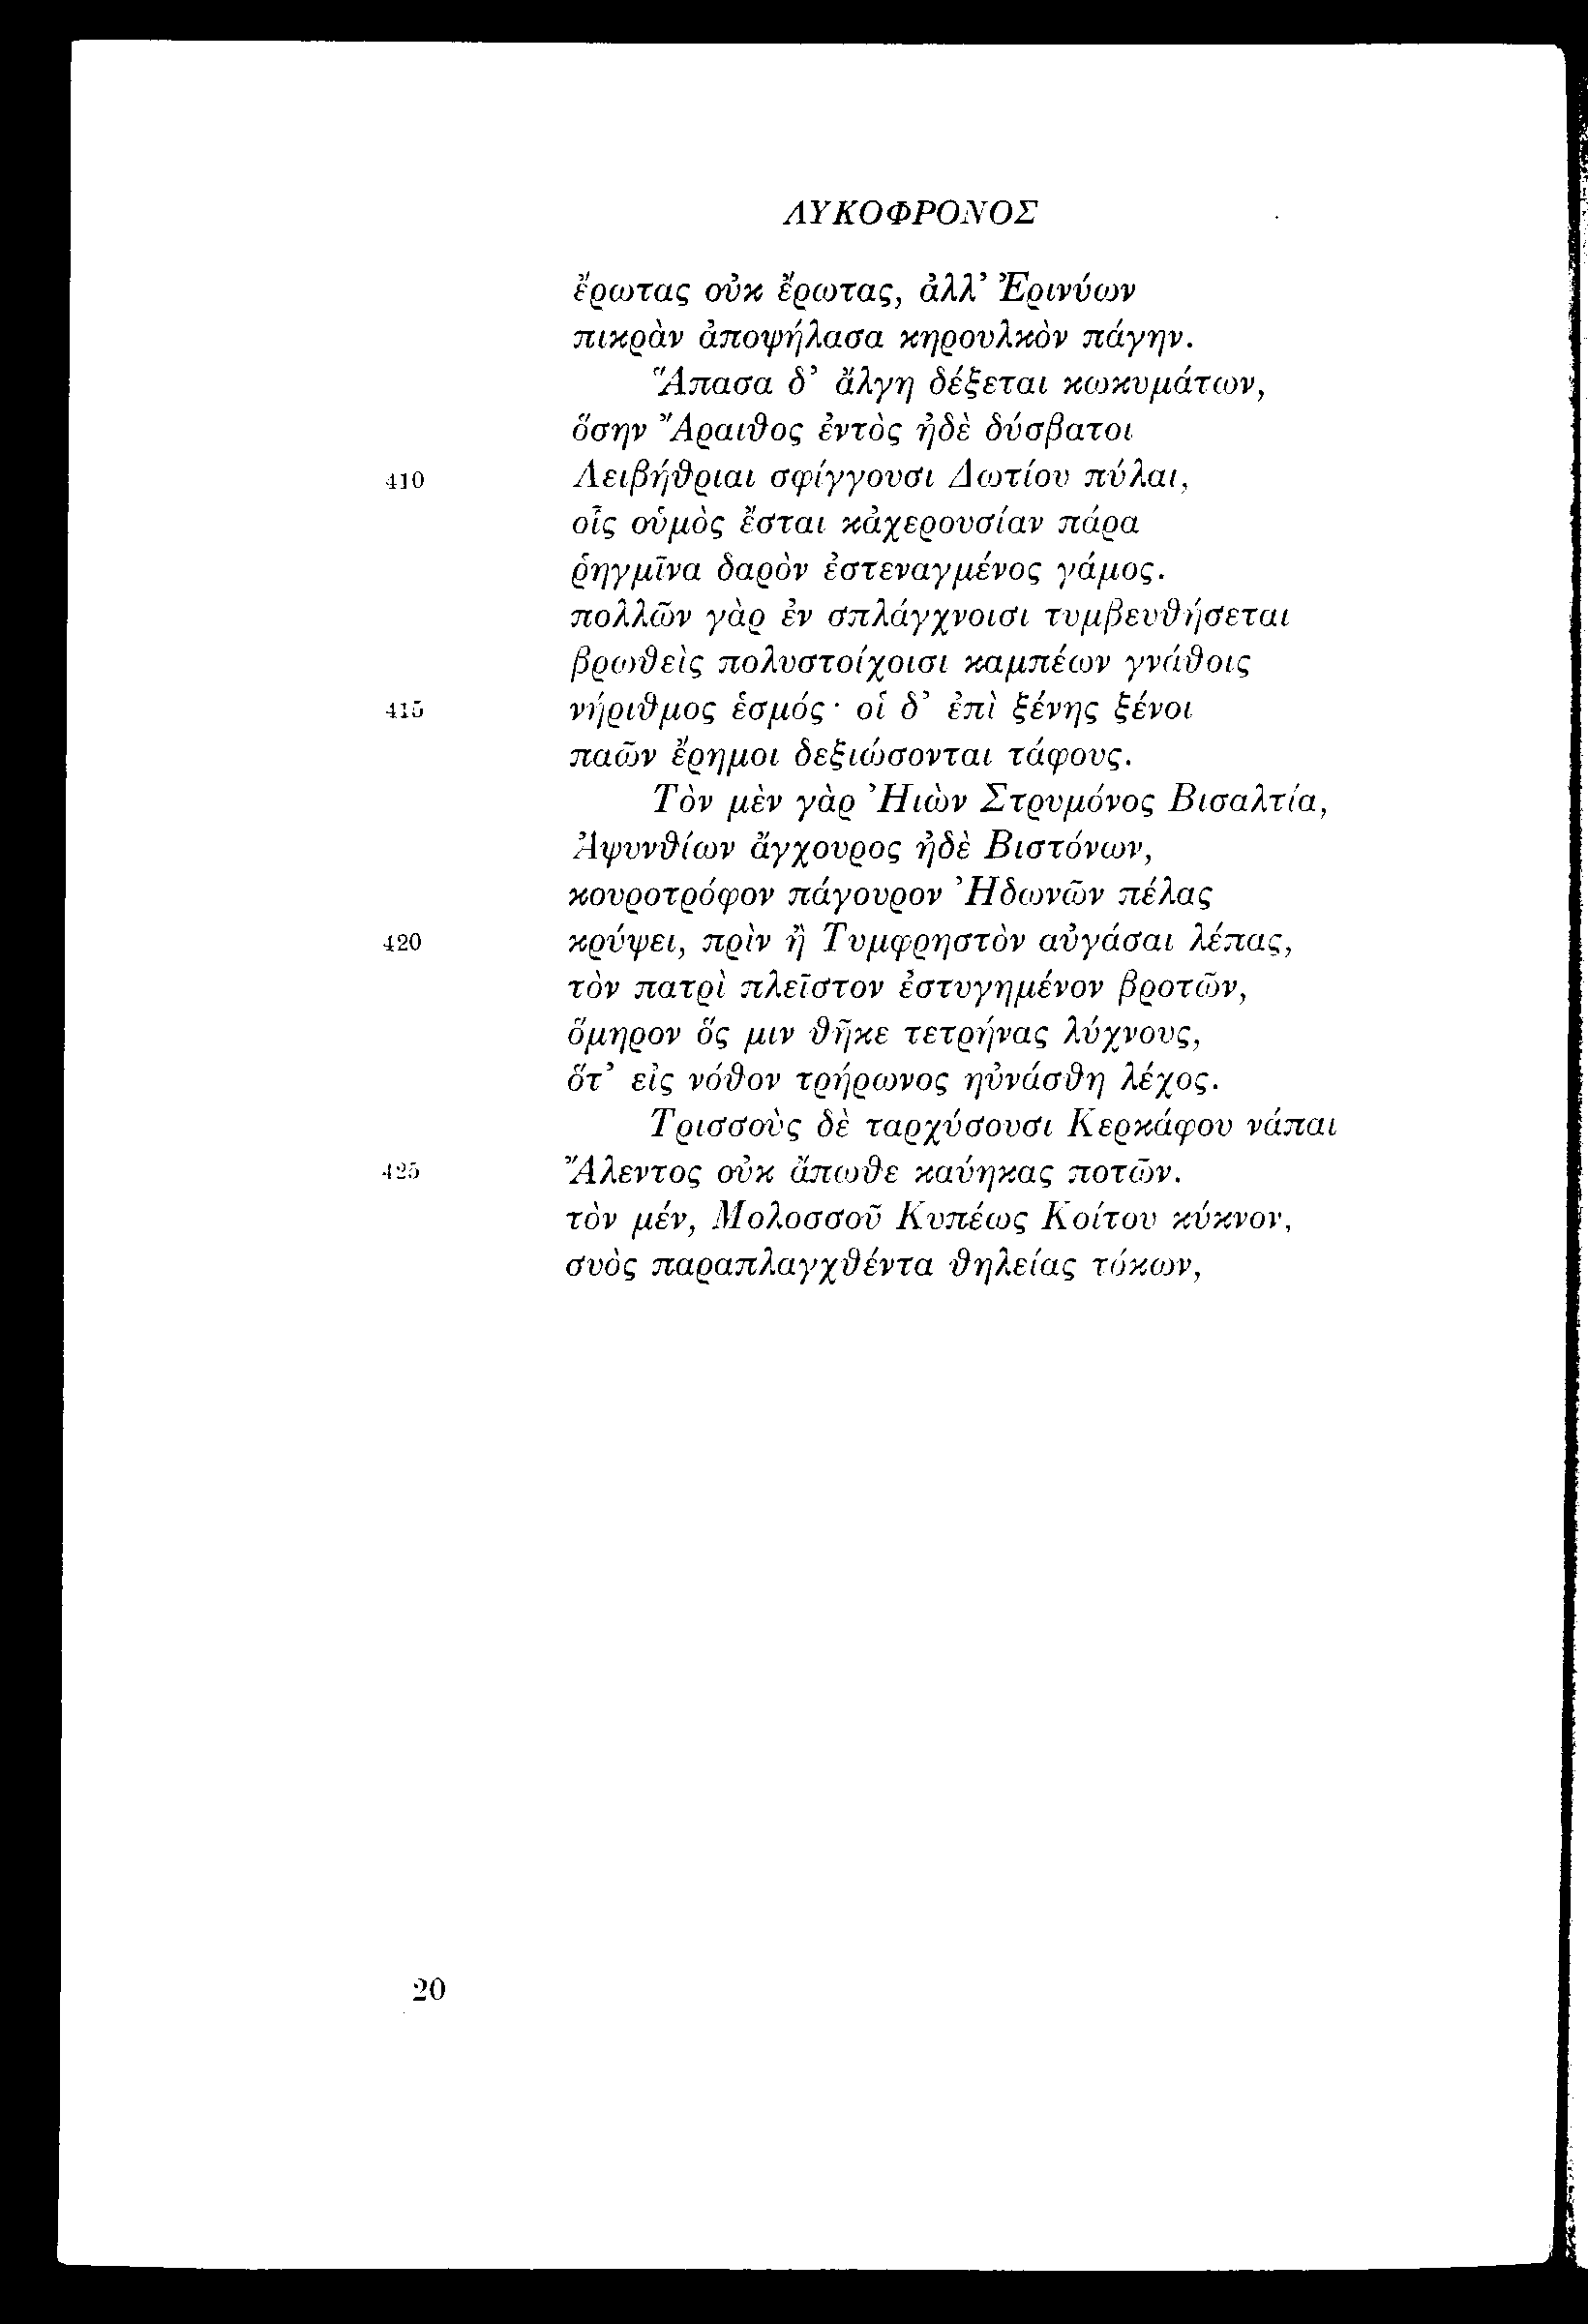 ΛΥΚΟΦΡΟΝΟΣ
ἔρωτας οὐκ ἔρωτας, ἀλλ’ Ἐρινύων
πικρὰν ἀποψήλασα κηρουλκὸν πάγην.
Ἅπασα δ’ ἄλγη δέξεται κωκυμάτων,
ὅσην Ἄραιθος ἐντὸς ἠδὲ δύσβατοι
410 Λειβήθριαι σφίγγουσι Δωτίου πύλαι,
οἷς οὑμὸς ἔσται κἀχερουσίαν πάρα
ῥηγμῖνα δαρὸν ἐστεναγμένος γάμος.
πολλῶν γὰρ ἐν σπλάγχνοισι τυμβευθήσεται
βρωθεὶς πολυστοίχοισι καμπέων γνάθοις
415 νήριθμος ἑσμός· οἱ δ’ ἐπὶ ξένης ξένοι
παῶν ἔρημοι δεξιώσονται τάφους.
Τὸν μὲν γὰρ Ἠιὼν Στρυμόνος Βισαλτία,
Ἀψυνθίων ἄγχουρος ἠδὲ Βιστόνων,
κουροτρόφον πάγουρον Ἠδωνῶν πέλας
420 κρύψει, πρὶν ἢ Τυμφρηστὸν αὐγάσαι λέπας,
τὸν πατρὶ πλεῖστον ἐστυγημένον βροτῶν,
ὅμηρον ὅς μιν θῆκε τετρήνας λύχνους,
ὅτ’ εἰς νόθον τρήρωνος ηὐνάσθη λέχος.
Τρισσοὺς δὲ ταρχύσουσι Κερκάφου νάπαι
425 Ἄλεντος οὐκ ἄπωθε καύηκας ποτῶν.
τὸν μέν, Μολοσσοῦ Κυπέως Κοίτου κύκνον,
συὸς παραπλαγχθέντα θηλείας τόκων,
20